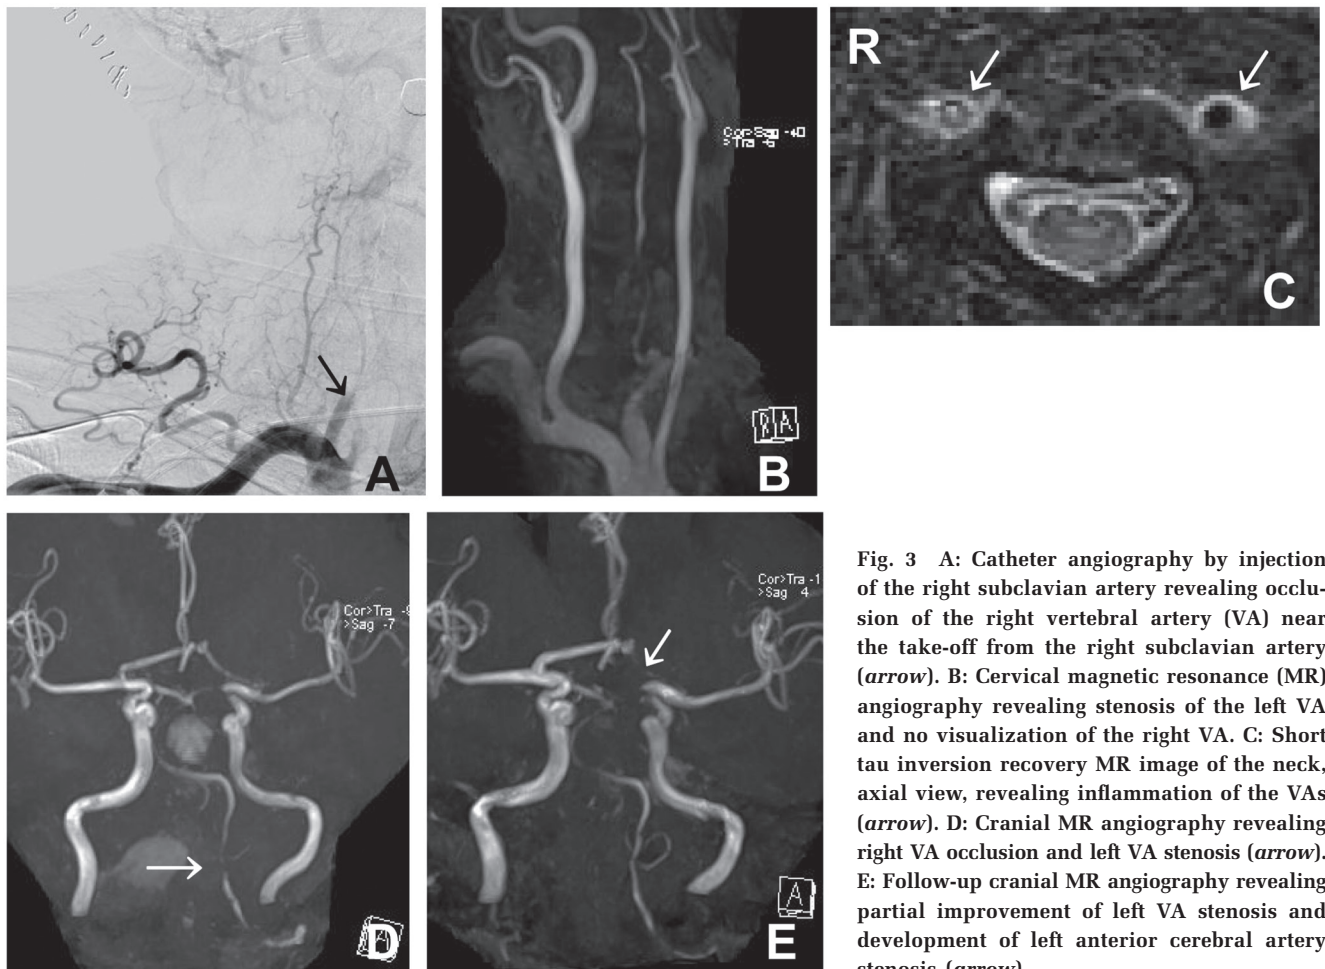 A
Cor>Sag -40
>Tra -6
B
R
C
Cor>Tra -9
>Sag -7
D
Cor>Tra -1
>Sag 4
A
E
Fig. 3 A: Catheter angiography by injection
of the right subclavian artery revealing occlu-
sion of the right vertebral artery (VA) near
the take-off from the right subclavian artery
(arrow). B: Cervical magnetic resonance (MR)
angiography revealing stenosis of the left VA
and no visualization of the right VA. C: Short
tau inversion recovery MR image of the neck,
axial view, revealing inflammation of the VAs
(arrow). D: Cranial MR angiography revealing
right VA occlusion and left VA stenosis (arrow).
E: Follow-up cranial MR angiography revealing
partial improvement of left VA stenosis and
development of left anterior cerebral artery
stenosis (arrow).